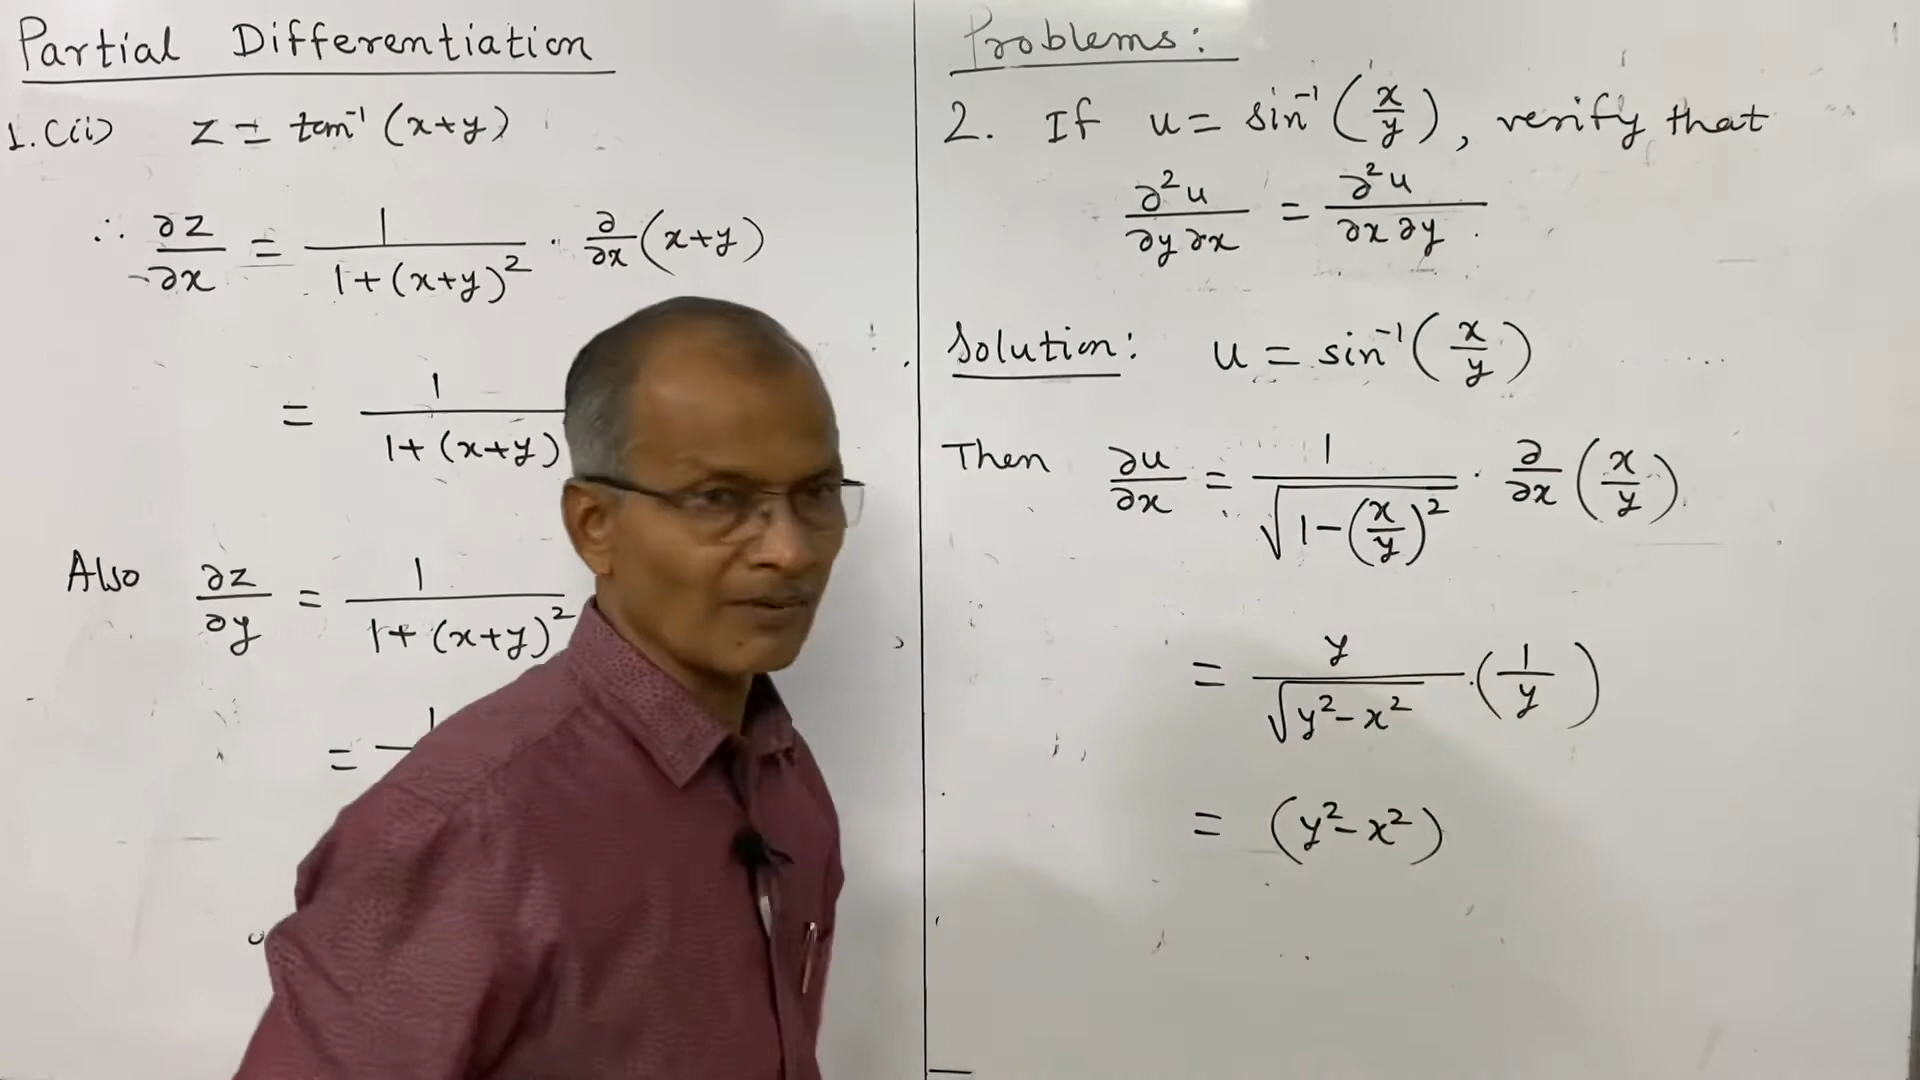 Partial Differentiation
1. (ii) z = tan⁻¹ (x+y)
∴ ∂z/∂x = 1/(1+(x+y)²) · ∂/∂x (x+y)
= 1/(1+(x+y)
Also ∂z/∂y = 1/(1+(x+y)²
= 1
Problems:
2. If u = sin⁻¹ (x/y), verify that
∂²u/∂y∂x = ∂²u/∂x∂y.
Solution: u = sin⁻¹ (x/y)
Then ∂u/∂x = 1/√(1-(x/y)²) · ∂/∂x (x/y)
= y/√(y²-x²) · (1/y)
= (y²-x²)